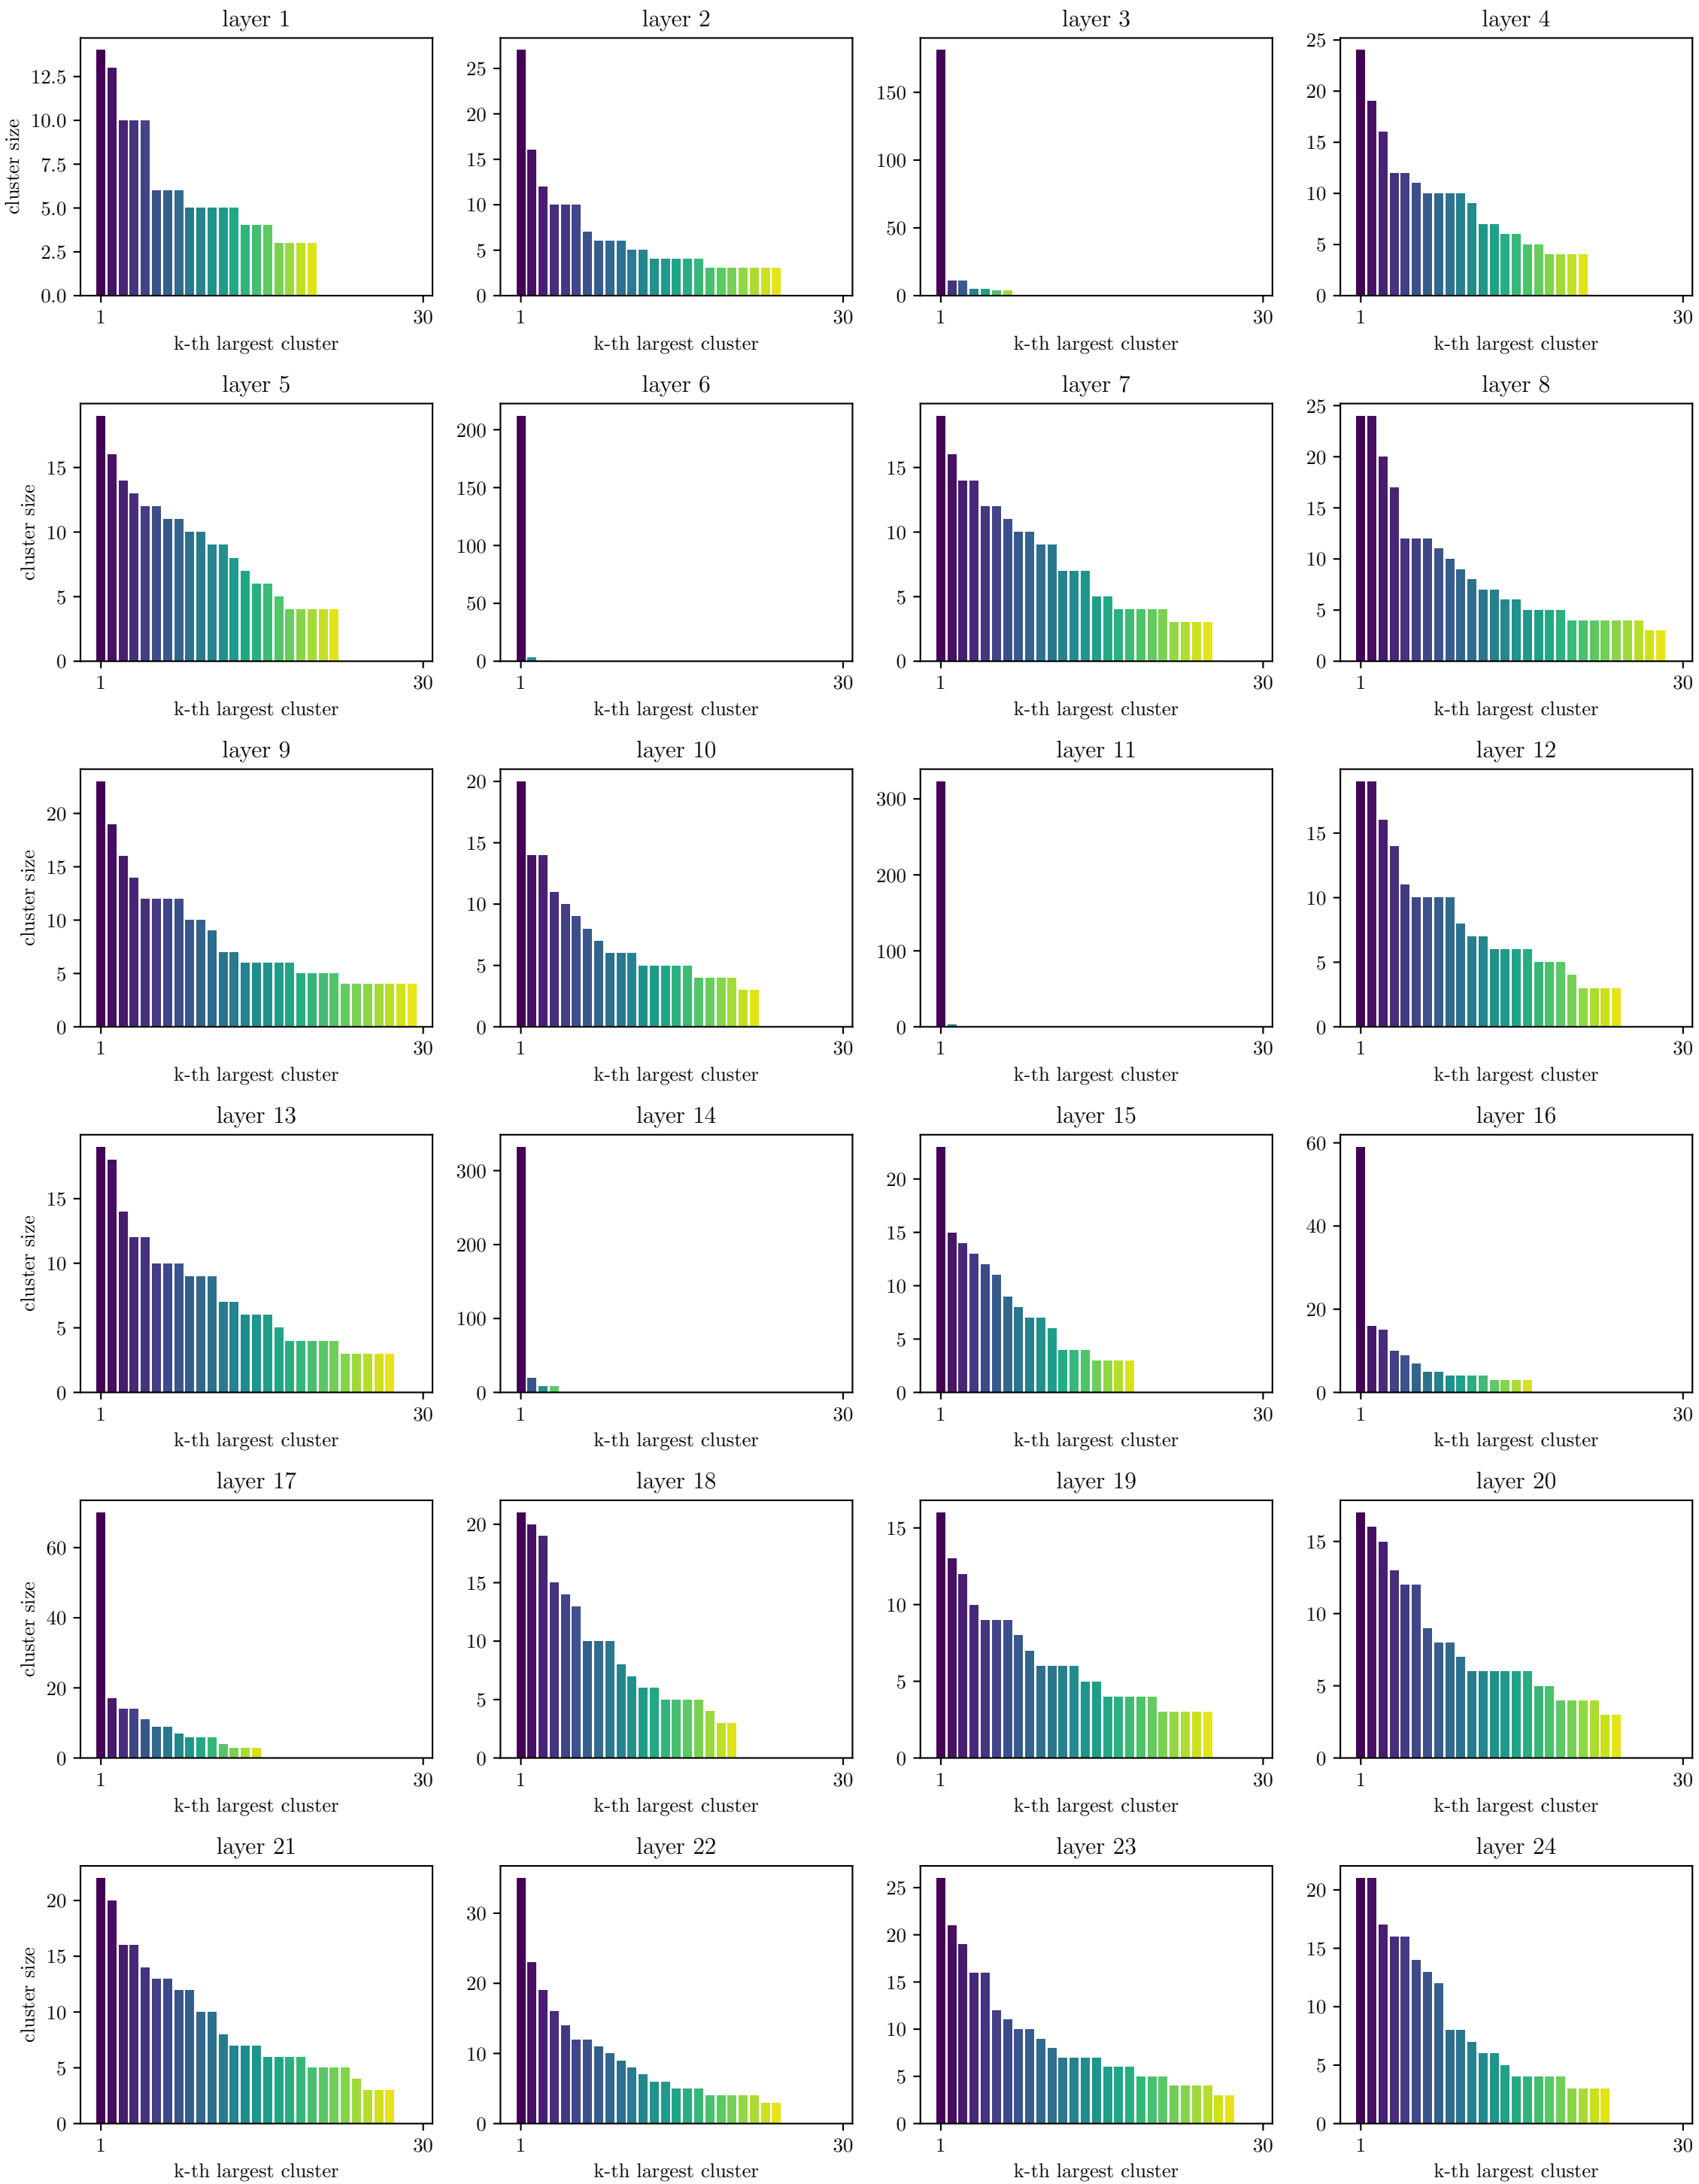 layer 1
12.5
10.0
7.5
5.0
2.5
0.0
cluster size
1 30
k-th largest cluster
layer 2
25
20
15
10
5
0
1 30
k-th largest cluster
layer 3
150
100
50
0
1 30
k-th largest cluster
layer 4
25
20
15
10
5
0
1 30
k-th largest cluster
layer 5
15
10
5
0
cluster size
1 30
k-th largest cluster
layer 6
200
150
100
50
0
1 30
k-th largest cluster
layer 7
15
10
5
0
1 30
k-th largest cluster
layer 8
25
20
15
10
5
0
1 30
k-th largest cluster
layer 9
20
15
10
5
0
cluster size
1 30
k-th largest cluster
layer 10
20
15
10
5
0
1 30
k-th largest cluster
layer 11
300
200
100
0
1 30
k-th largest cluster
layer 12
15
10
5
0
1 30
k-th largest cluster
layer 13
15
10
5
0
cluster size
1 30
k-th largest cluster
layer 14
300
200
100
0
1 30
k-th largest cluster
layer 15
20
15
10
5
0
1 30
k-th largest cluster
layer 16
60
40
20
0
1 30
k-th largest cluster
layer 17
60
40
20
0
cluster size
1 30
k-th largest cluster
layer 18
20
15
10
5
0
1 30
k-th largest cluster
layer 19
15
10
5
0
1 30
k-th largest cluster
layer 20
15
10
5
0
1 30
k-th largest cluster
layer 21
20
15
10
5
0
cluster size
1 30
k-th largest cluster
layer 22
30
20
10
0
1 30
k-th largest cluster
layer 23
25
20
15
10
5
0
1 30
k-th largest cluster
layer 24
20
15
10
5
0
1 30
k-th largest cluster